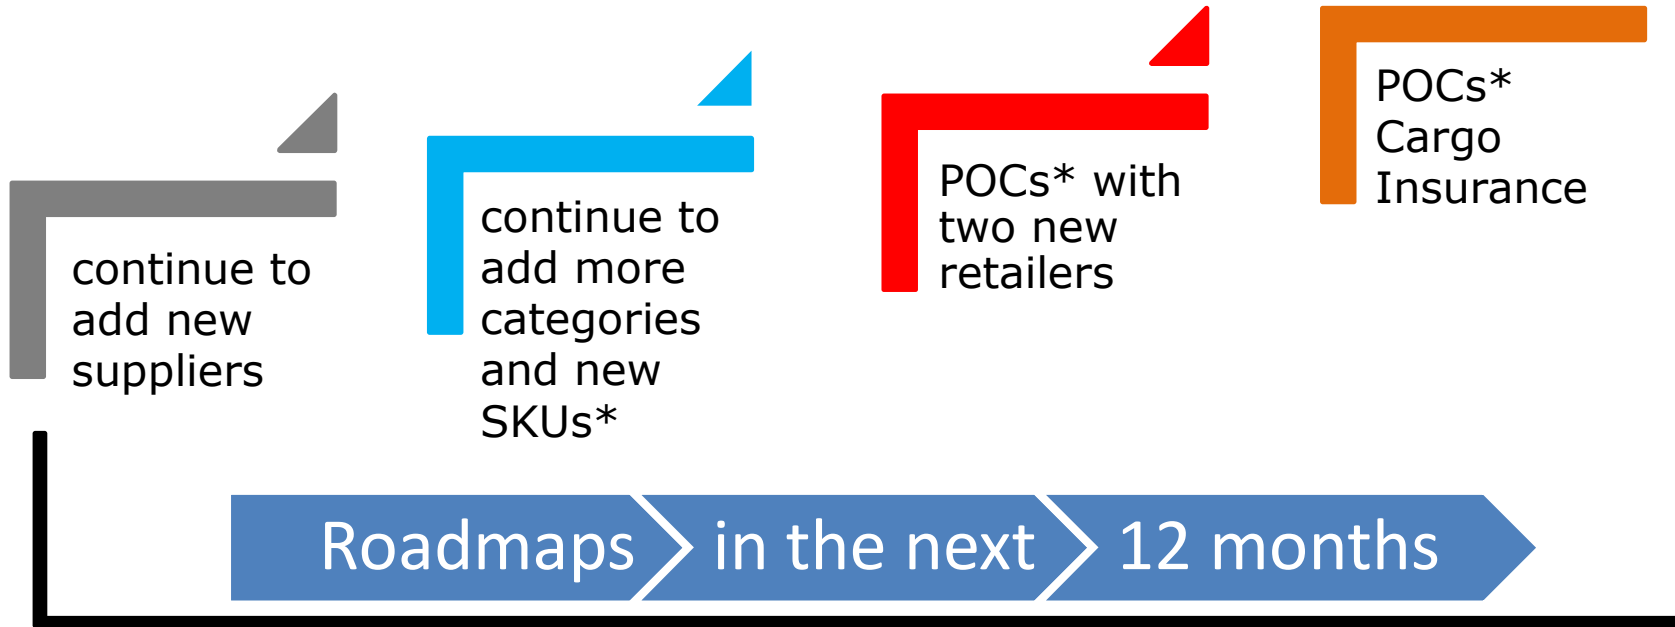 continue to
add new
suppliers
continue to
add more
categories
and new
SKUs*
POCs* with
two new
retailers
POCs*
Cargo
Insurance
Roadmaps in the next 12 months